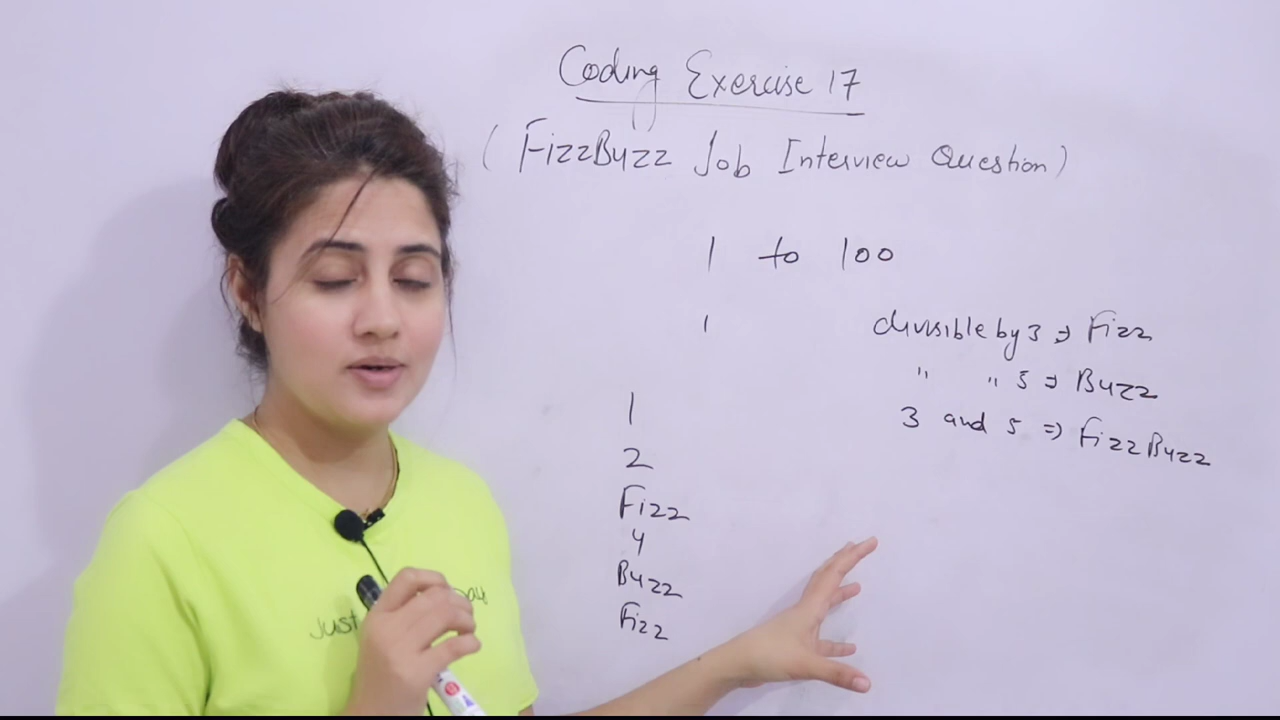 Coding Exercise 17
(FizzBuzz Job Interview Question)
1 to 100
1
divisible by 3 ⇒ Fizz
" " 5 ⇒ Buzz
3 and 5 ⇒ FizzBuzz
1
2
Fizz
4
Buzz
Fizz
Just